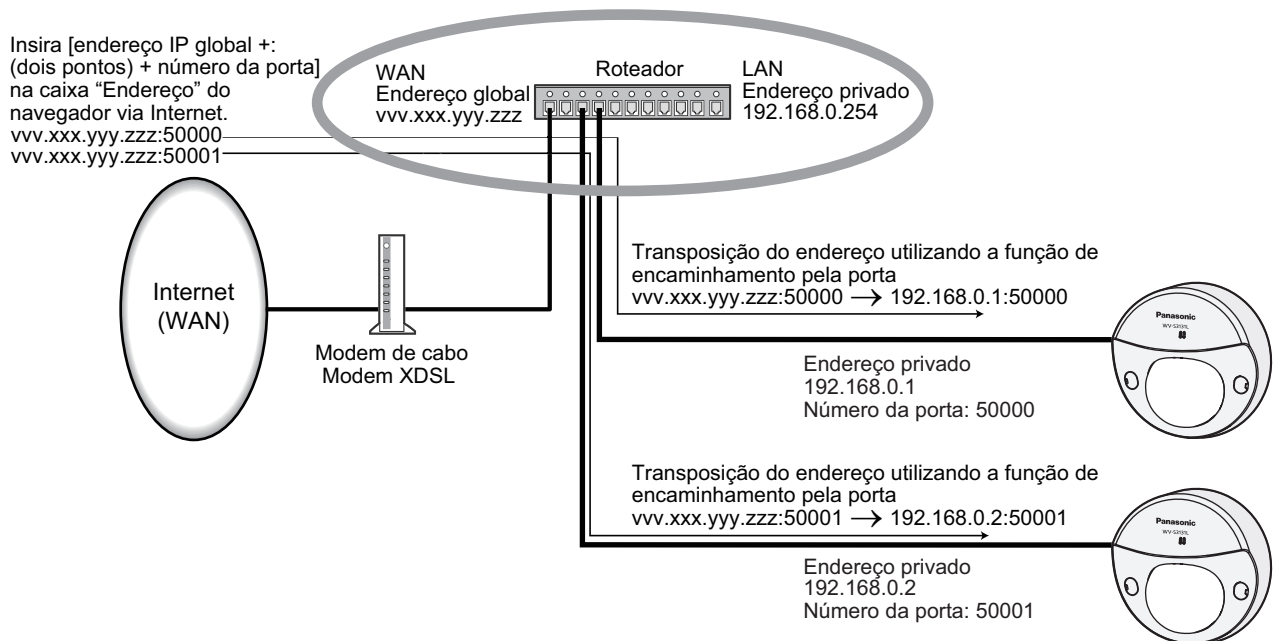 Insira [endereço IP global +:
(dois pontos) + número da porta]
na caixa “Endereço” do
navegador via Internet.
vvv.xxx.yyy.zzz:50000
vvv.xxx.yyy.zzz:50001
WAN
Endereço global
vvv.xxx.yyy.zzz
Roteador
LAN
Endereço privado
192.168.0.254
Internet
(WAN)
Modem de cabo
Modem XDSL
Transposição do endereço utilizando a função de
encaminhamento pela porta
vvv.xxx.yyy.zzz:50000 → 192.168.0.1:50000
Panasonic
WV-S3131L
Endereço privado
192.168.0.1
Número da porta: 50000
Transposição do endereço utilizando a função de
encaminhamento pela porta
vvv.xxx.yyy.zzz:50001 → 192.168.0.2:50001
Panasonic
WV-S3131L
Endereço privado
192.168.0.2
Número da porta: 50001